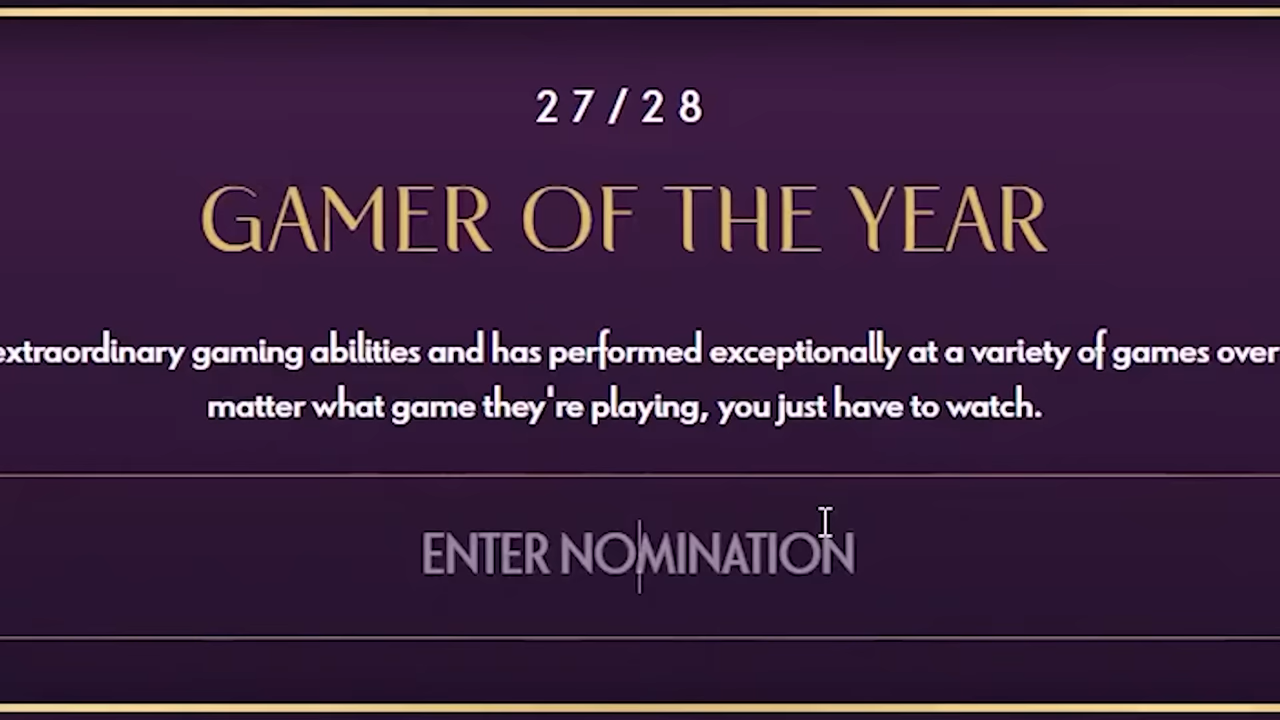 27/28
GAMER OF THE YEAR
extraordinary gaming abilities and has performed exceptionally at a variety of games over
matter what game they're playing, you just have to watch.
ENTER NOMINATION